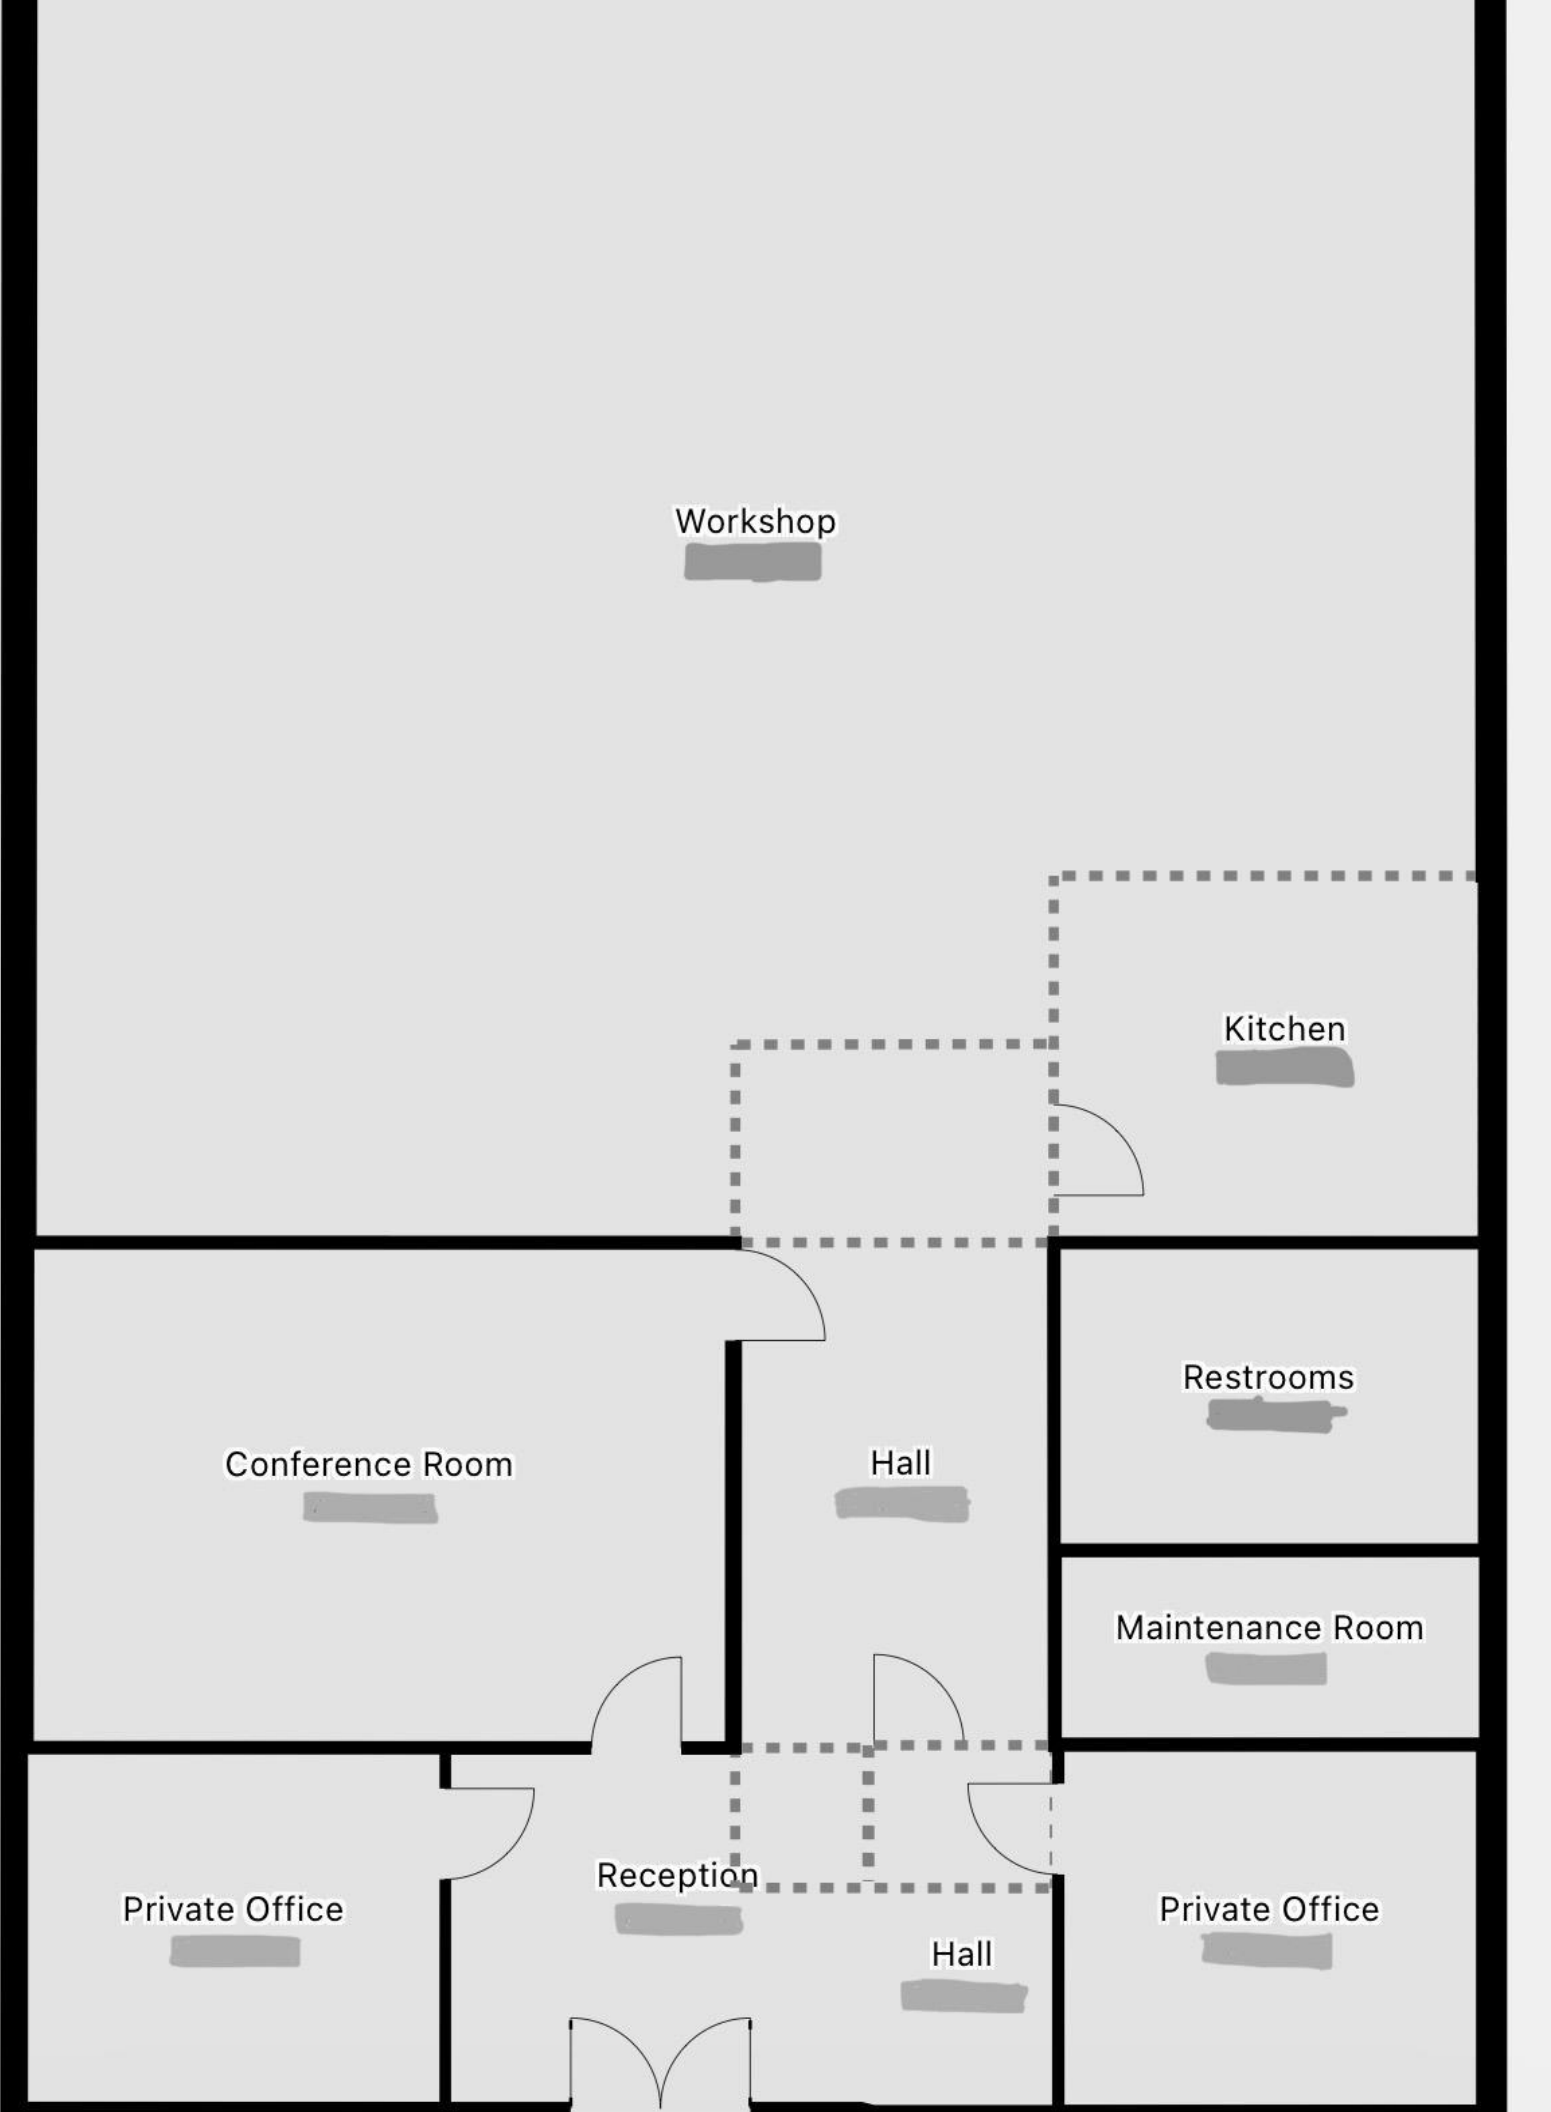 Workshop
Kitchen
Restrooms
Conference Room
Hall
Maintenance Room
Reception
Private Office
Private Office
Hall